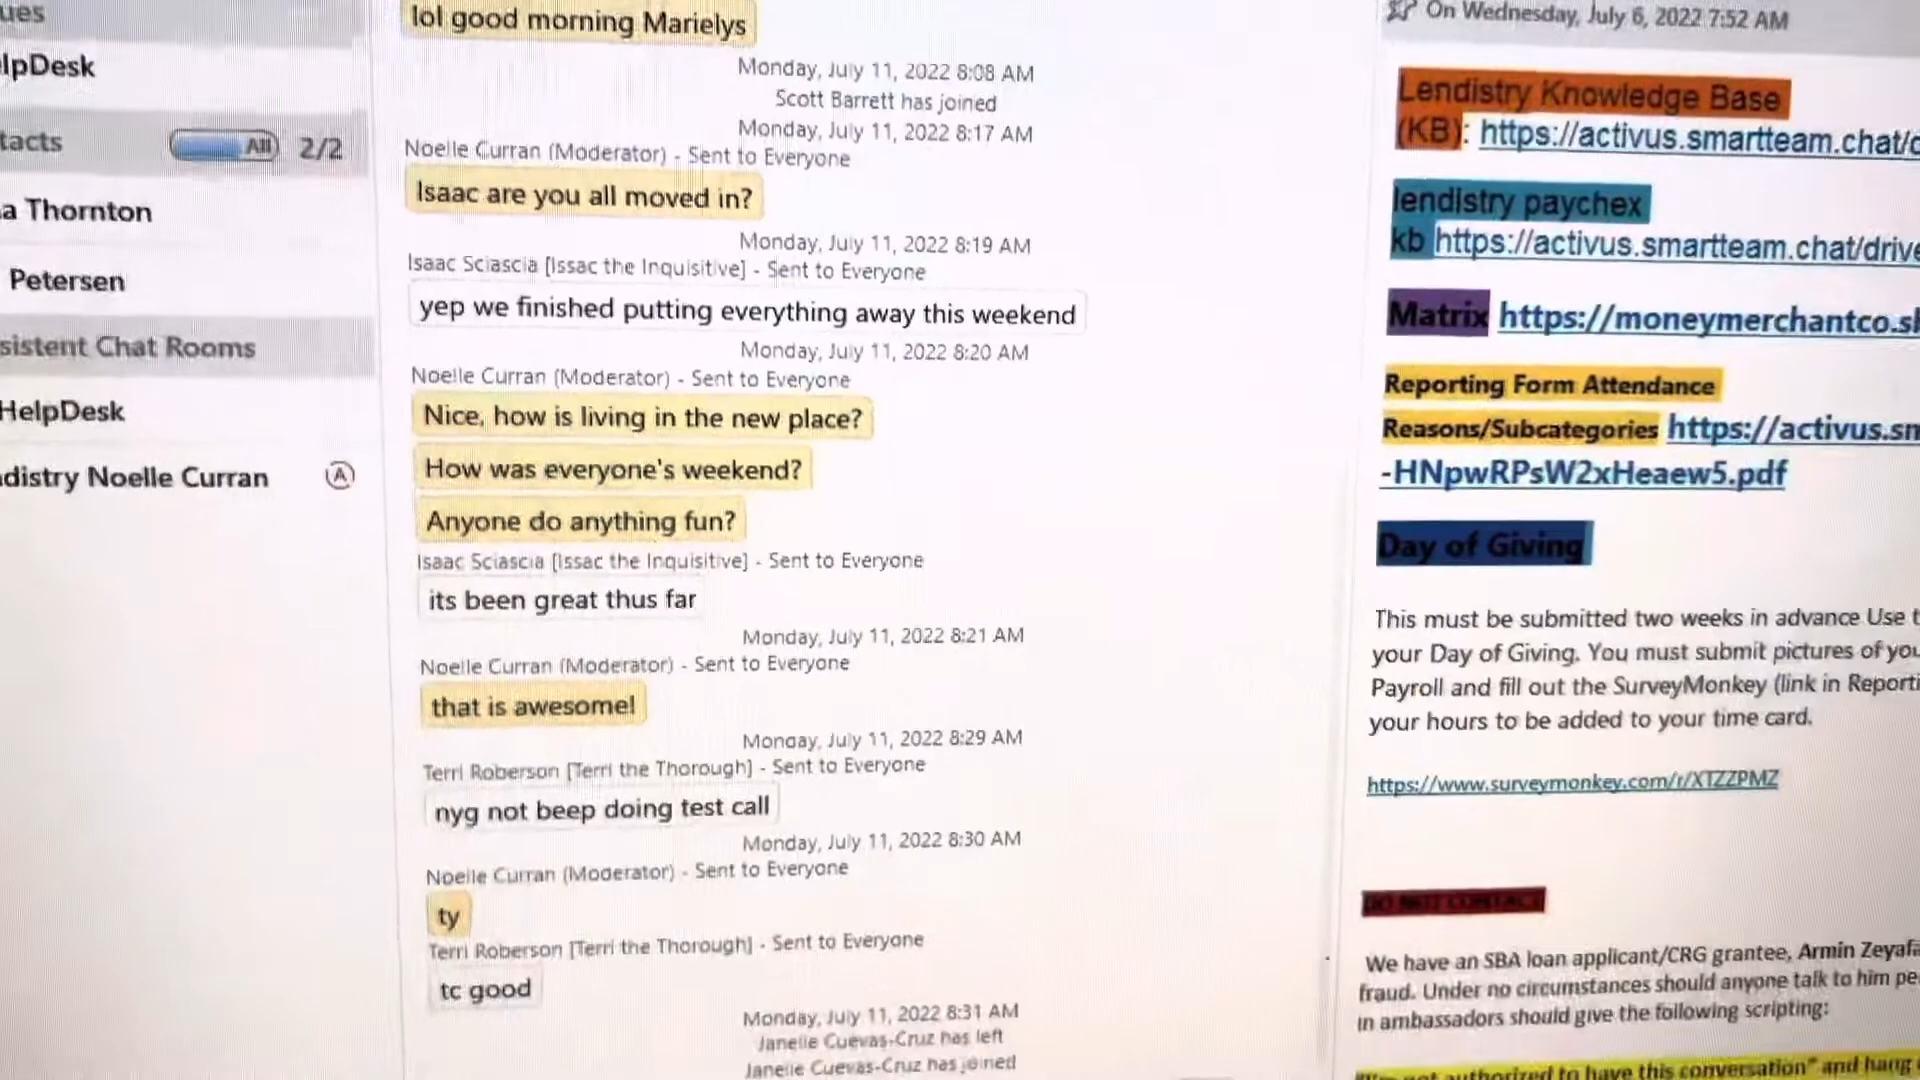 ues
lpDesk
tacts All 2/2
a Thornton
Petersen
sistent Chat Rooms
HelpDesk
distry Noelle Curran A
lol good morning Marielys
Monday, July 11, 2022 8:08 AM
Scott Barrett has joined
Monday, July 11, 2022 8:17 AM
Noelle Curran (Moderator) - Sent to Everyone
Isaac are you all moved in?
Monday, July 11, 2022 8:19 AM
Isaac Sciascia [Issac the Inquisitive] - Sent to Everyone
yep we finished putting everything away this weekend
Monday, July 11, 2022 8:20 AM
Noelle Curran (Moderator) - Sent to Everyone
Nice, how is living in the new place?
How was everyone's weekend?
Anyone do anything fun?
Isaac Sciascia [Issac the Inquisitive] - Sent to Everyone
its been great thus far
Monday, July 11, 2022 8:21 AM
Noelle Curran (Moderator) - Sent to Everyone
that is awesome!
Monday, July 11, 2022 8:29 AM
Terri Roberson [Terri the Thorough] - Sent to Everyone
nyg not beep doing test call
Monday, July 11, 2022 8:30 AM
Noelle Curran (Moderator) - Sent to Everyone
ty
Terri Roberson [Terri the Thorough] - Sent to Everyone
tc good
Monday, July 11, 2022 8:31 AM
Janelle Cuevas-Cruz has left
Janelle Cuevas-Cruz has joined
On Wednesday, July 6, 2022 7:52 AM
Lendistry Knowledge Base
(KB): https://activus.smartteam.chat/
lendistry paychex
kb https://activus.smartteam.chat/drive
Matrix https://moneymerchantco.s
Reporting Form Attendance
Reasons/Subcategories https://activus.sn
-HNpwRPsW2xHeaew5.pdf
Day of Giving
This must be submitted two weeks in advance Use t
your Day of Giving. You must submit pictures of you
Payroll and fill out the SurveyMonkey (link in Reporti
your hours to be added to your time card.
https://www.surveymonkey.com/r/XTZZPMZ
DO NOT CONTACT
We have an SBA loan applicant/CRG grantee, Armin Zeyafa
fraud. Under no circumstances should anyone talk to him pe
in ambassadors should give the following scripting:
not authorized to have this conversation" and hang